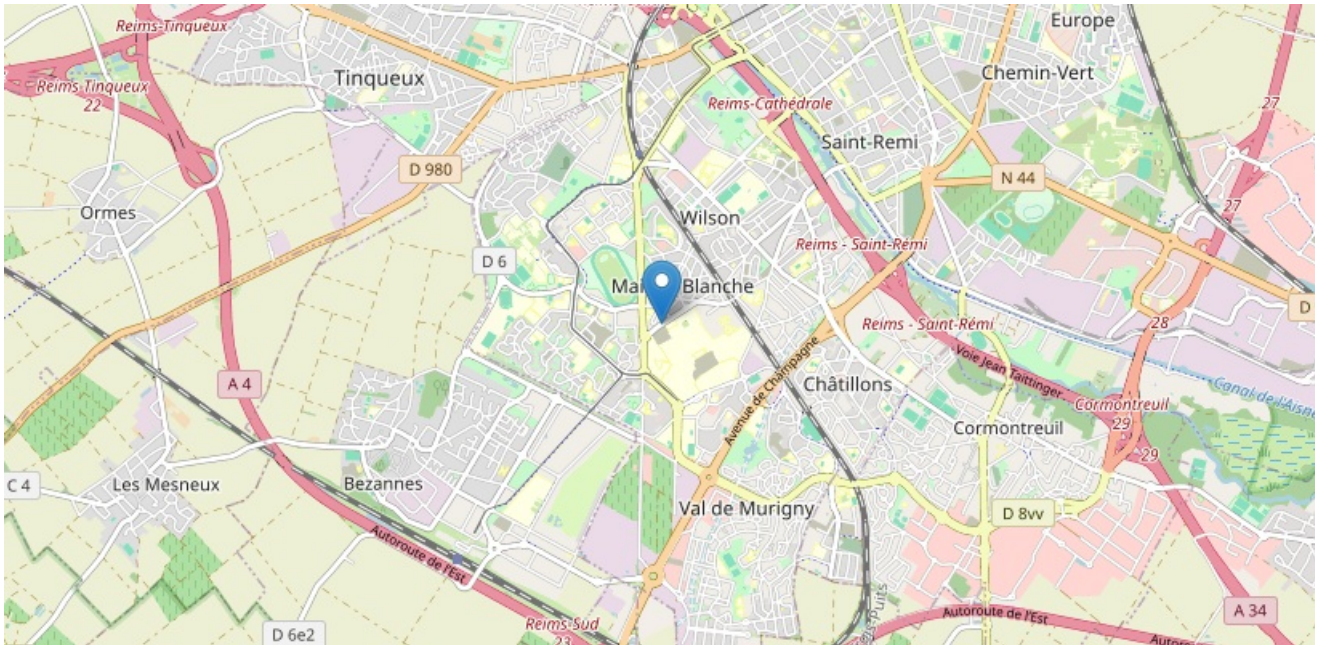 Reims-Tinqueux
Europe
Tinqueux
Chemin-Vert
Reims-Tinqueux
22
Reims-Cathédrale
27
Saint-Remi
D 980
N 44
Ormes
Wilson
27
Reims - Saint-Rémi
D 6
Blanche
D
Reims - Saint-Rémi
28
Voie Jean Taittinger
A 4
Avenue de Champagne
Châtillons
Canal de l'Aisne
Cormontreuil
29
Cormontreuil
29
C 4
Les Mesneux
Bezannes
Val de Murigny
D 8vv
Autoroute de l'Est
Autoroute de l'Est
A 34
Reims-Sud
23
D 6e2